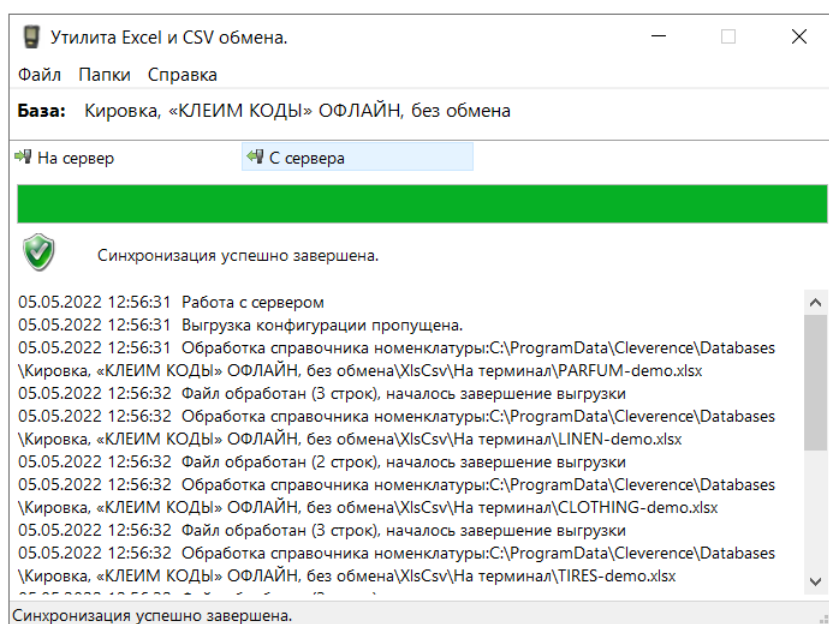 Утилита Excel и CSV обмена.
Файл Папки Справка
База: Кировка, «КЛЕИМ КОДЫ» ОФЛАЙН, без обмена
На сервер С сервера
Синхронизация успешно завершена.
05.05.2022 12:56:31 Работа с сервером
05.05.2022 12:56:31 Выгрузка конфигурации пропущена.
05.05.2022 12:56:31 Обработка справочника номенклатуры:C:\ProgramData\Cleverence\Databases
\Кировка, «КЛЕИМ КОДЫ» ОФЛАЙН, без обмена\XlsCsv\На терминал\PARFUM-demo.xlsx
05.05.2022 12:56:32 Файл обработан (3 строк), началось завершение выгрузки
05.05.2022 12:56:32 Обработка справочника номенклатуры:C:\ProgramData\Cleverence\Databases
\Кировка, «КЛЕИМ КОДЫ» ОФЛАЙН, без обмена\XlsCsv\На терминал\LINEN-demo.xlsx
05.05.2022 12:56:32 Файл обработан (2 строк), началось завершение выгрузки
05.05.2022 12:56:32 Обработка справочника номенклатуры:C:\ProgramData\Cleverence\Databases
\Кировка, «КЛЕИМ КОДЫ» ОФЛАЙН, без обмена\XlsCsv\На терминал\CLOTHING-demo.xlsx
05.05.2022 12:56:32 Файл обработан (3 строк), началось завершение выгрузки
05.05.2022 12:56:32 Обработка справочника номенклатуры:C:\ProgramData\Cleverence\Databases
\Кировка, «КЛЕИМ КОДЫ» ОФЛАЙН, без обмена\XlsCsv\На терминал\TIRES-demo.xlsx
Синхронизация успешно завершена.